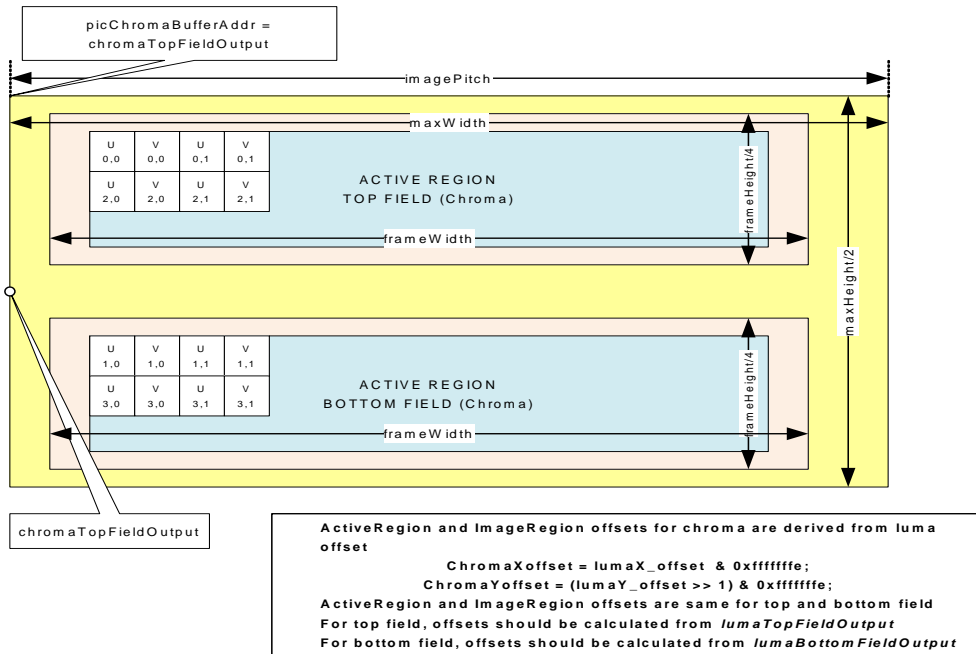 picChromaBufferAddr =
chromaTopFieldOutput
imagePitch
maxWidth
U V U V
0,0 0,0 0,1 0,1
U V U V
2,0 2,0 2,1 2,1
ACTIVE REGION
TOP FIELD (Chroma)
frameHeight/4
frameWidth
maxHeight/2
U V U V
1,0 1,0 1,1 1,1
U V U V
3,0 3,0 3,1 3,1
ACTIVE REGION
BOTTOM FIELD (Chroma)
frameHeight/4
frameWidth
chromaTopFieldOutput
ActiveRegion and ImageRegion offsets for chroma are derived from luma
offset
ChromaXoffset = lumaX_offset & 0xfffffffe;
ChromaYoffset = (lumaY_offset >> 1) & 0xfffffffe;
ActiveRegion and ImageRegion offsets are same for top and bottom field
For top field, offsets should be calculated from lumaTopFieldOutput
For bottom field, offsets should be calculated from lumaBottomFieldOutput